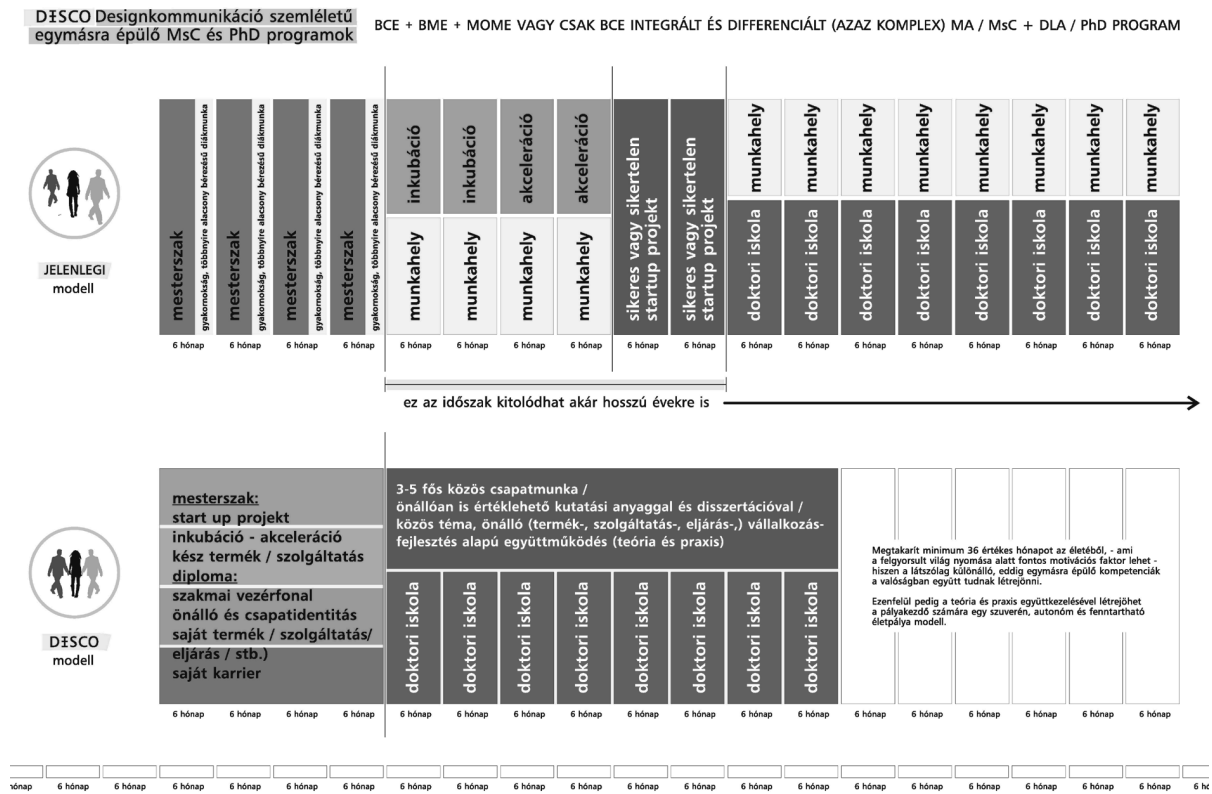 DISCO Designkommunikáció szemléletű
egymásra épülő MsC és PhD programok
BCE + BME + MOME VAGY CSAK BCE INTEGRÁLT ÉS DIFFERENCIÁLT (AZAZ KOMPLEX) MA / MsC + DLA / PhD PROGRAM
JELENLEGI
modell
mesterszak
gyakornokság, többnyire alacsony bérezésű diákmunka
mesterszak
gyakornokság, többnyire alacsony bérezésű diákmunka
mesterszak
gyakornokság, többnyire alacsony bérezésű diákmunka
mesterszak
gyakornokság, többnyire alacsony bérezésű diákmunka
inkubáció
inkubáció
akceleráció
akceleráció
munkahely
munkahely
munkahely
munkahely
sikeres vagy sikertelen
startup projekt
sikeres vagy sikertelen
startup projekt
munkahely
munkahely
munkahely
munkahely
munkahely
munkahely
munkahely
munkahely
doktori iskola
doktori iskola
doktori iskola
doktori iskola
doktori iskola
doktori iskola
doktori iskola
doktori iskola
6 hónap 6 hónap 6 hónap 6 hónap 6 hónap 6 hónap 6 hónap 6 hónap 6 hónap 6 hónap 6 hónap 6 hónap 6 hónap 6 hónap 6 hónap 6 hónap 6 hónap 6 hónap
ez az időszak kitolódhat akár hosszú évekre is
DISCO
modell
mesterszak:
start up projekt
inkubáció - akceleráció
kész termék / szolgáltatás
diploma:
szakmai vezérfonal
önálló és csapatidentitás
saját termék / szolgáltatás/
eljárás / stb.)
saját karrier
3-5 fős közös csapatmunka /
önállóan is értéklehető kutatási anyaggal és disszertációval /
közös téma, önálló (termék-, szolgáltatás-, eljárás-,) vállalkozás-
fejlesztés alapú együttműködés (teória és praxis)
doktori iskola
doktori iskola
doktori iskola
doktori iskola
doktori iskola
doktori iskola
doktori iskola
doktori iskola
Megtakarít minimum 36 értékes hónapot az életéből, - ami
a felgyorsult világ nyomása alatt fontos motivációs faktor lehet -
hiszen a látszólag különálló, eddig egymásra épülő kompetenciák
a valóságban együtt tudnak létrejönni.
Ezenfelül pedig a teória és praxis együttkezelésével létrejöhet
a pályakezdő számára egy szuverén, autonóm és fenntartható
életpálya modell.
6 hónap 6 hónap 6 hónap 6 hónap 6 hónap 6 hónap 6 hónap 6 hónap 6 hónap 6 hónap 6 hónap 6 hónap 6 hónap 6 hónap 6 hónap 6 hónap 6 hónap 6 hónap
hónap 6 hónap 6 hónap 6 hónap 6 hónap 6 hónap 6 hónap 6 hónap 6 hónap 6 hónap 6 hónap 6 hónap 6 hónap 6 hónap 6 hónap 6 hónap 6 hónap 6 hónap 6 hónap 6 hónap 6 hónap 6